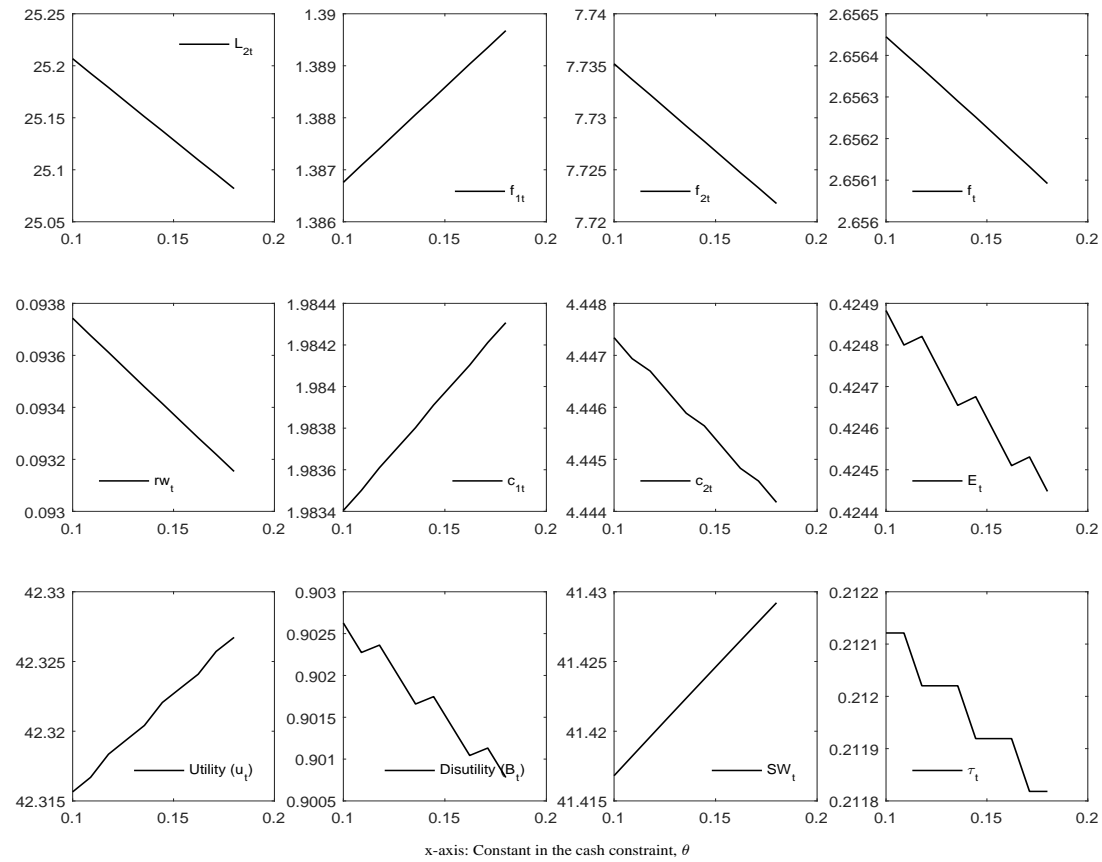 25.25
25.2
25.15
25.1
25.05
0.1 0.15 0.2
L2t
1.39
1.389
1.388
1.387
1.386
0.1 0.15 0.2
f1t
7.74
7.735
7.73
7.725
7.72
0.1 0.15 0.2
f2t
2.6565
2.6564
2.6563
2.6562
2.6561
2.656
0.1 0.15 0.2
ft
0.0938
0.0936
0.0934
0.0932
0.093
0.1 0.15 0.2
rwt
1.9844
1.9842
1.984
1.9838
1.9836
1.9834
0.1 0.15 0.2
c1t
4.448
4.447
4.446
4.445
4.444
0.1 0.15 0.2
c2t
0.4249
0.4248
0.4247
0.4246
0.4245
0.4244
0.1 0.15 0.2
Et
42.33
42.325
42.32
42.315
0.1 0.15 0.2
Utility (ut)
0.903
0.9025
0.902
0.9015
0.901
0.9005
0.1 0.15 0.2
Disutility (Bt)
41.43
41.425
41.42
41.415
0.1 0.15 0.2
SWt
0.2122
0.2121
0.212
0.2119
0.2118
0.1 0.15 0.2
τt
x-axis: Constant in the cash constraint, θ